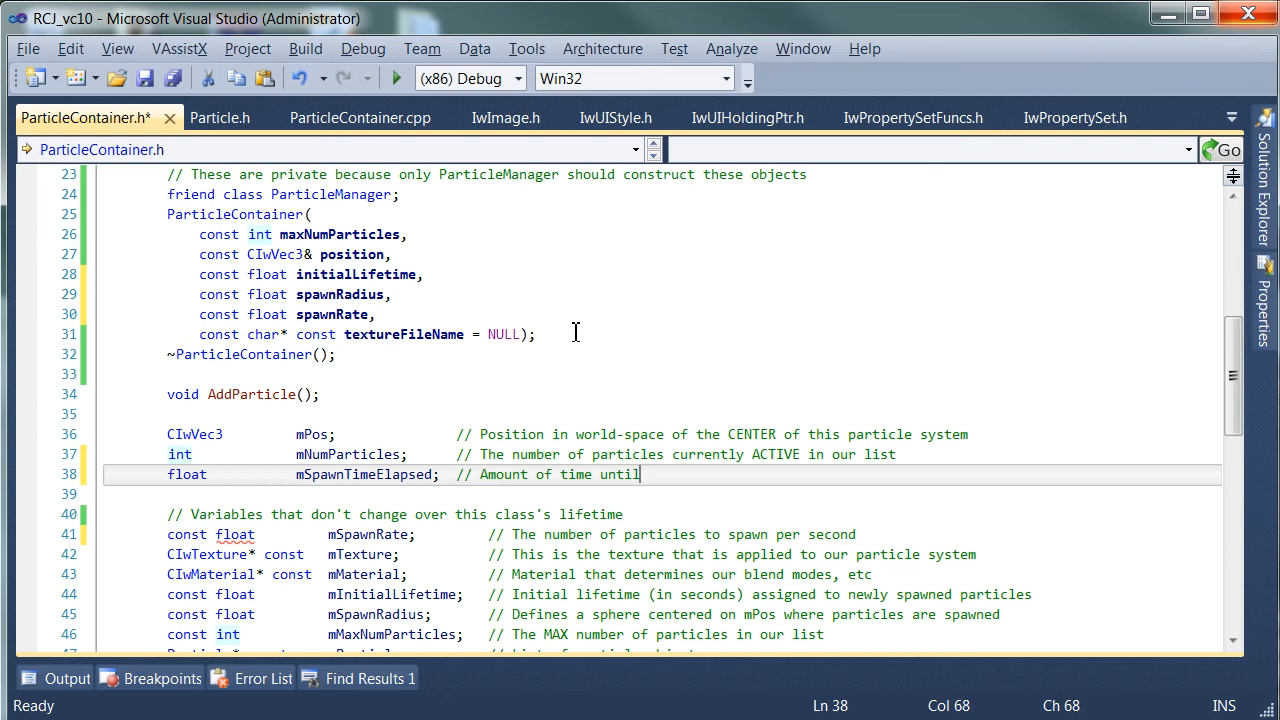 RCJ_vc10 - Microsoft Visual Studio (Administrator)
File Edit View VAssistX Project Build Debug Team Data Tools Architecture Test Analyze Window Help
(x86) Debug Win32
ParticleContainer.h* Particle.h ParticleContainer.cpp IwImage.h IwUIStyle.h IwUIHoldingPtr.h IwPropertySetFuncs.h IwPropertySet.h
ParticleContainer.h Go
23 // These are private because only ParticleManager should construct these objects
24 friend class ParticleManager;
25 ParticleContainer(
26 const int maxNumParticles,
27 const CIwVec3& position,
28 const float initialLifetime,
29 const float spawnRadius,
30 const float spawnRate,
31 const char* const textureFileName = NULL);
32 ~ParticleContainer();
33
34 void AddParticle();
35
36 CIwVec3 mPos; // Position in world-space of the CENTER of this particle system
37 int mNumParticles; // The number of particles currently ACTIVE in our list
38 float mSpawnTimeElapsed; // Amount of time until
39
40 // Variables that don't change over this class's lifetime
41 const float mSpawnRate; // The number of particles to spawn per second
42 CIwTexture* const mTexture; // This is the texture that is applied to our particle system
43 CIwMaterial* const mMaterial; // Material that determines our blend modes, etc
44 const float mInitialLifetime; // Initial lifetime (in seconds) assigned to newly spawned particles
45 const float mSpawnRadius; // Defines a sphere centered on mPos where particles are spawned
46 const int mMaxNumParticles; // The MAX number of particles in our list
Solution Explorer
Properties
Output Breakpoints Error List Find Results 1
Ready Ln 38 Col 68 Ch 68 INS